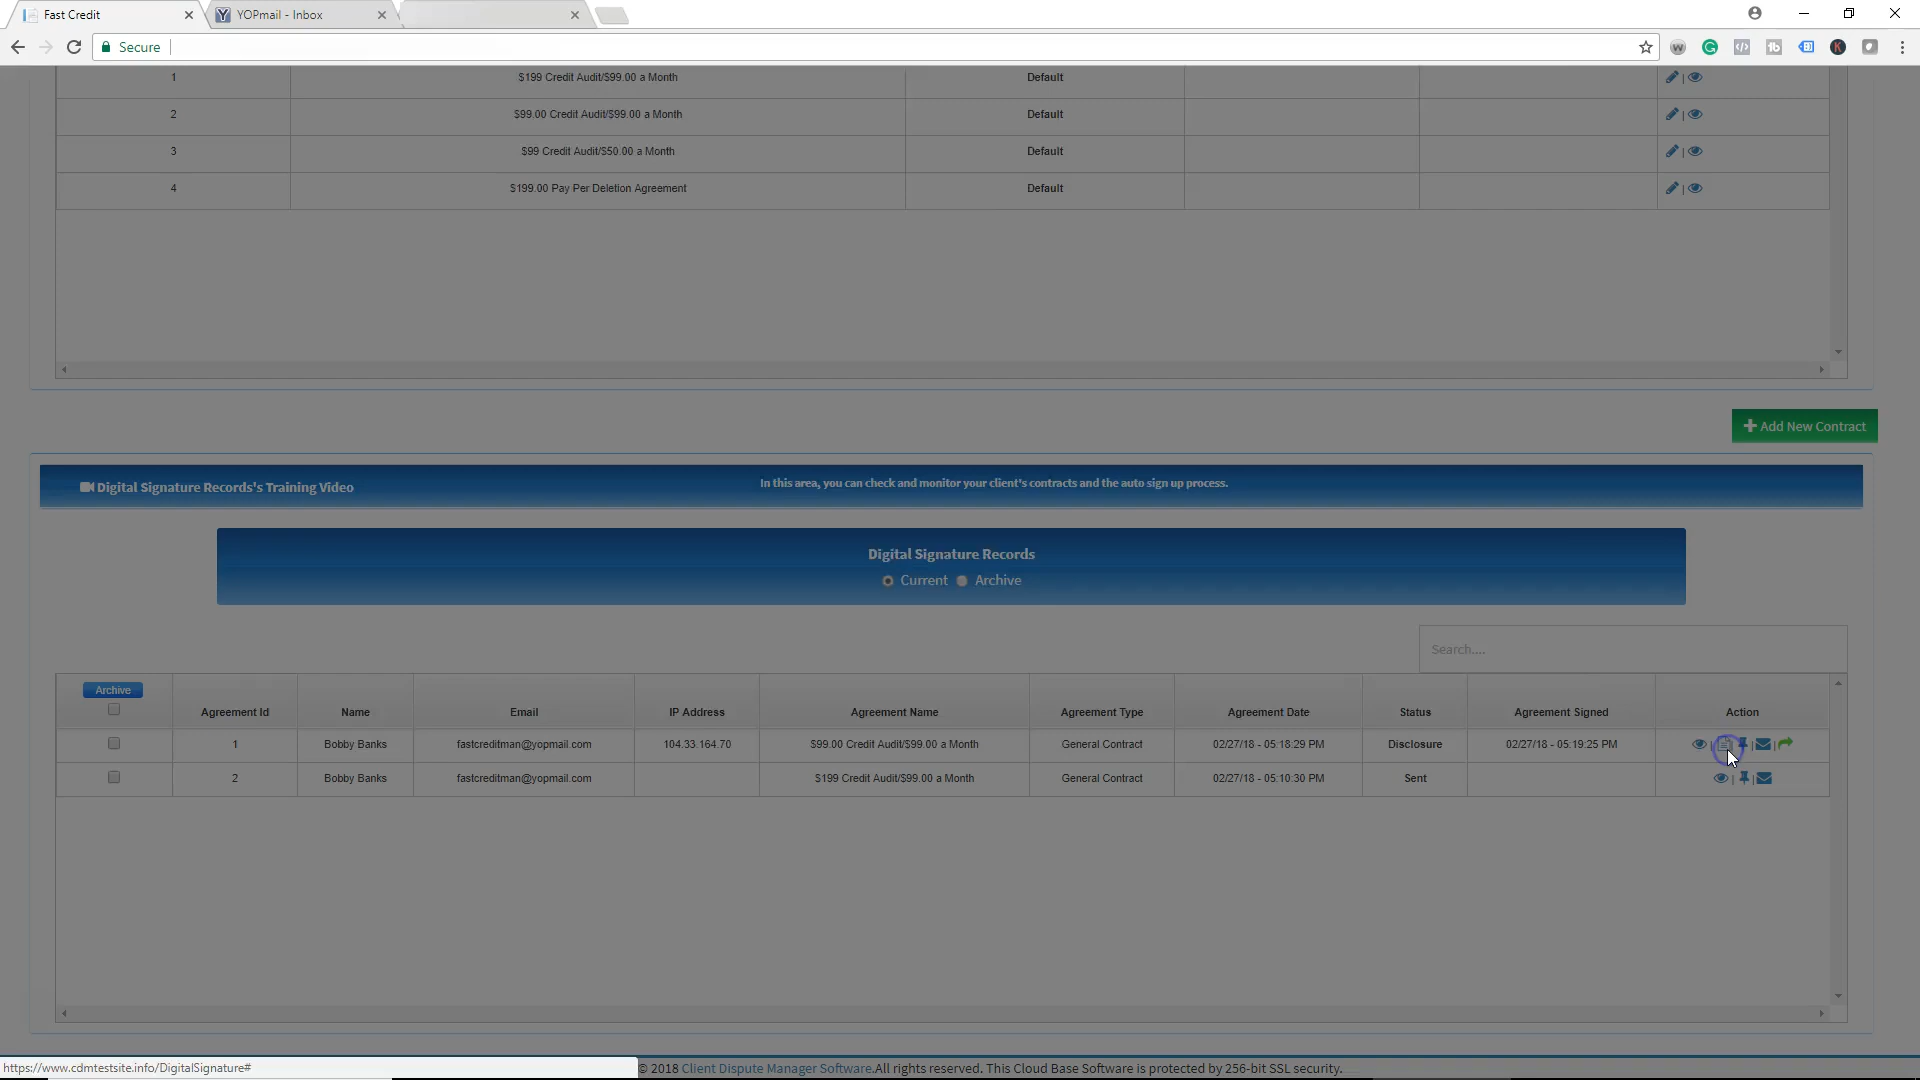 Fast Credit
YOPmail - Inbox
Secure
1 $199 Credit Audit/$99.00 a Month Default
2 $99.00 Credit Audit/$99.00 a Month Default
3 $99 Credit Audit/$50.00 a Month Default
4 $199.00 Pay Per Deletion Agreement Default
Add New Contract
Digital Signature Records's Training Video
In this area, you can check and monitor your client's contracts and the auto sign up process.
Digital Signature Records
Current Archive
Search....
Archive
Agreement Id Name Email IP Address Agreement Name Agreement Type Agreement Date Status Agreement Signed Action
1 Bobby Banks fastcreditman@yopmail.com 104.33.164.70 $99.00 Credit Audit/$99.00 a Month General Contract 02/27/18 - 05:18:29 PM Disclosure 02/27/18 - 05:19:25 PM
2 Bobby Banks fastcreditman@yopmail.com $199 Credit Audit/$99.00 a Month General Contract 02/27/18 - 05:10:30 PM Sent
https://www.cdmtestsite.info/DigitalSignature#
© 2018 Client Dispute Manager Software.All rights reserved. This Cloud Base Software is protected by 256-bit SSL security.